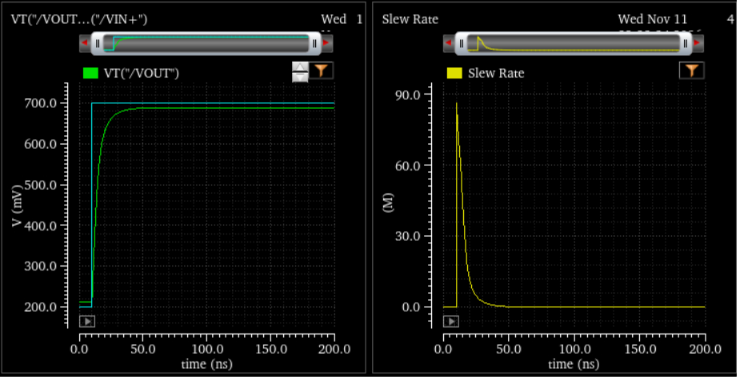 VT("/VOUT...("/VIN+") Wed 1
VT("/VOUT")
700.0
600.0
500.0
400.0
300.0
200.0
V (mV)
0.0 50.0 100.0 150.0 200.0
time (ns)
Slew Rate Wed Nov 11 4
Slew Rate
90.0
60.0
30.0
0.0
(M)
0.0 50.0 100.0 150.0 200.0
time (ns)